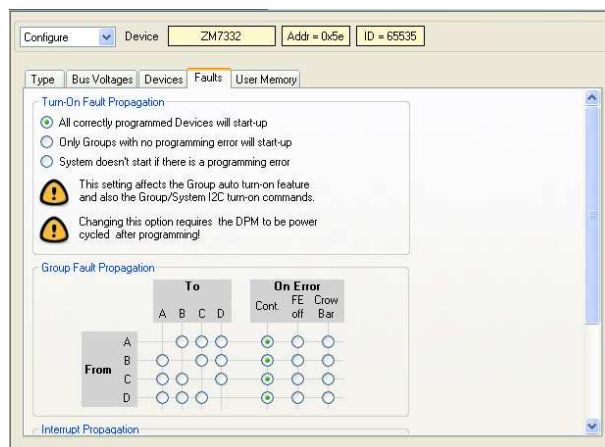 Configure Device ZM7332 Addr = 0x5e ID = 65535
Type Bus Voltages Devices Faults User Memory
Turn-On Fault Propagation
All correctly programmed Devices will start-up
Only Groups with no programming error will start-up
System doesn't start if there is a programming error
This setting affects the Group auto turn-on feature
and also the Group/System I2C turn-on commands.
Changing this option requires the DPM to be power
cycled after programming!
Group Fault Propagation
To On Error
A B C D Cont. FE off Crow Bar
From
A
B
C
D
Interrupt Propagation